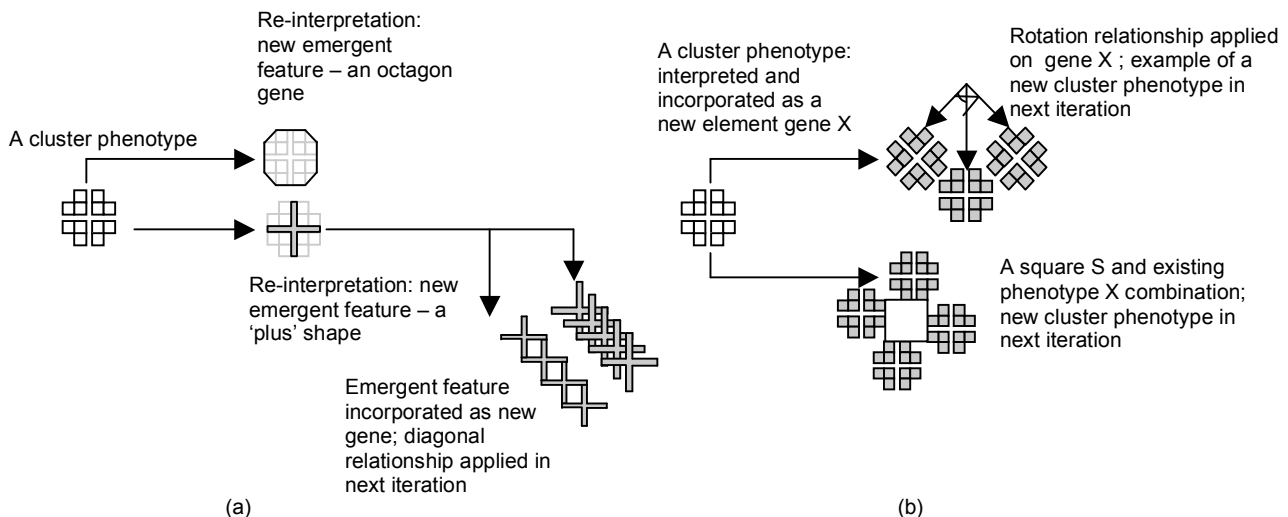 Re-interpretation:
new emergent
feature – an octagon
gene
A cluster phenotype
Re-interpretation: new
emergent feature – a
‘plus’ shape
Emergent feature
incorporated as new
gene; diagonal
relationship applied in
next iteration
(a)
A cluster phenotype:
interpreted and
incorporated as a
new element gene X
Rotation relationship applied
on gene X ; example of a
new cluster phenotype in
next iteration
A square S and existing
phenotype X combination;
new cluster phenotype in
next iteration
(b)